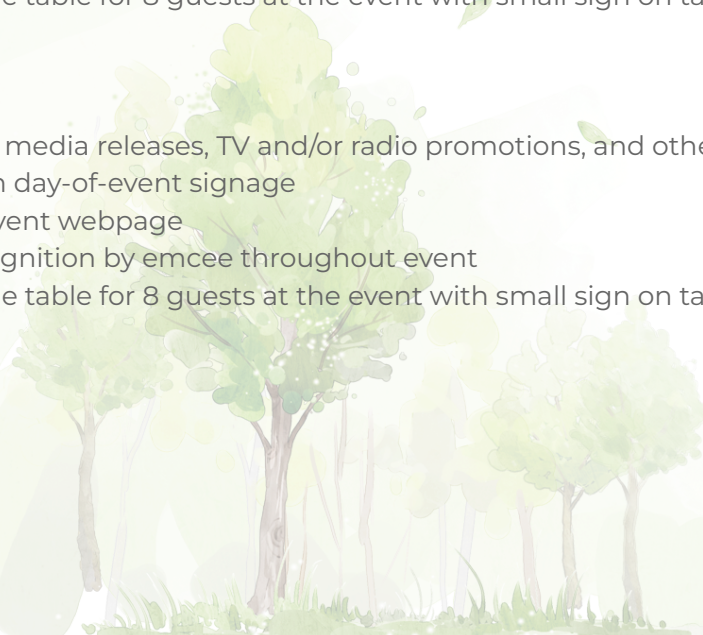 e table for 8 guests at the event with small sign on ta
media releases, TV and/or radio promotions, and othe
n day-of-event signage
vent webpage
gnition by emcee throughout event
e table for 8 guests at the event with small sign on ta